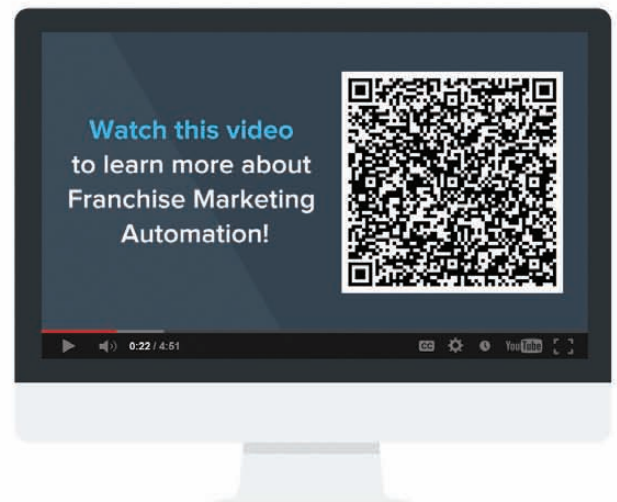 Watch this video
to learn more about
Franchise Marketing
Automation!
0:22 / 4:51
CC
YouTube